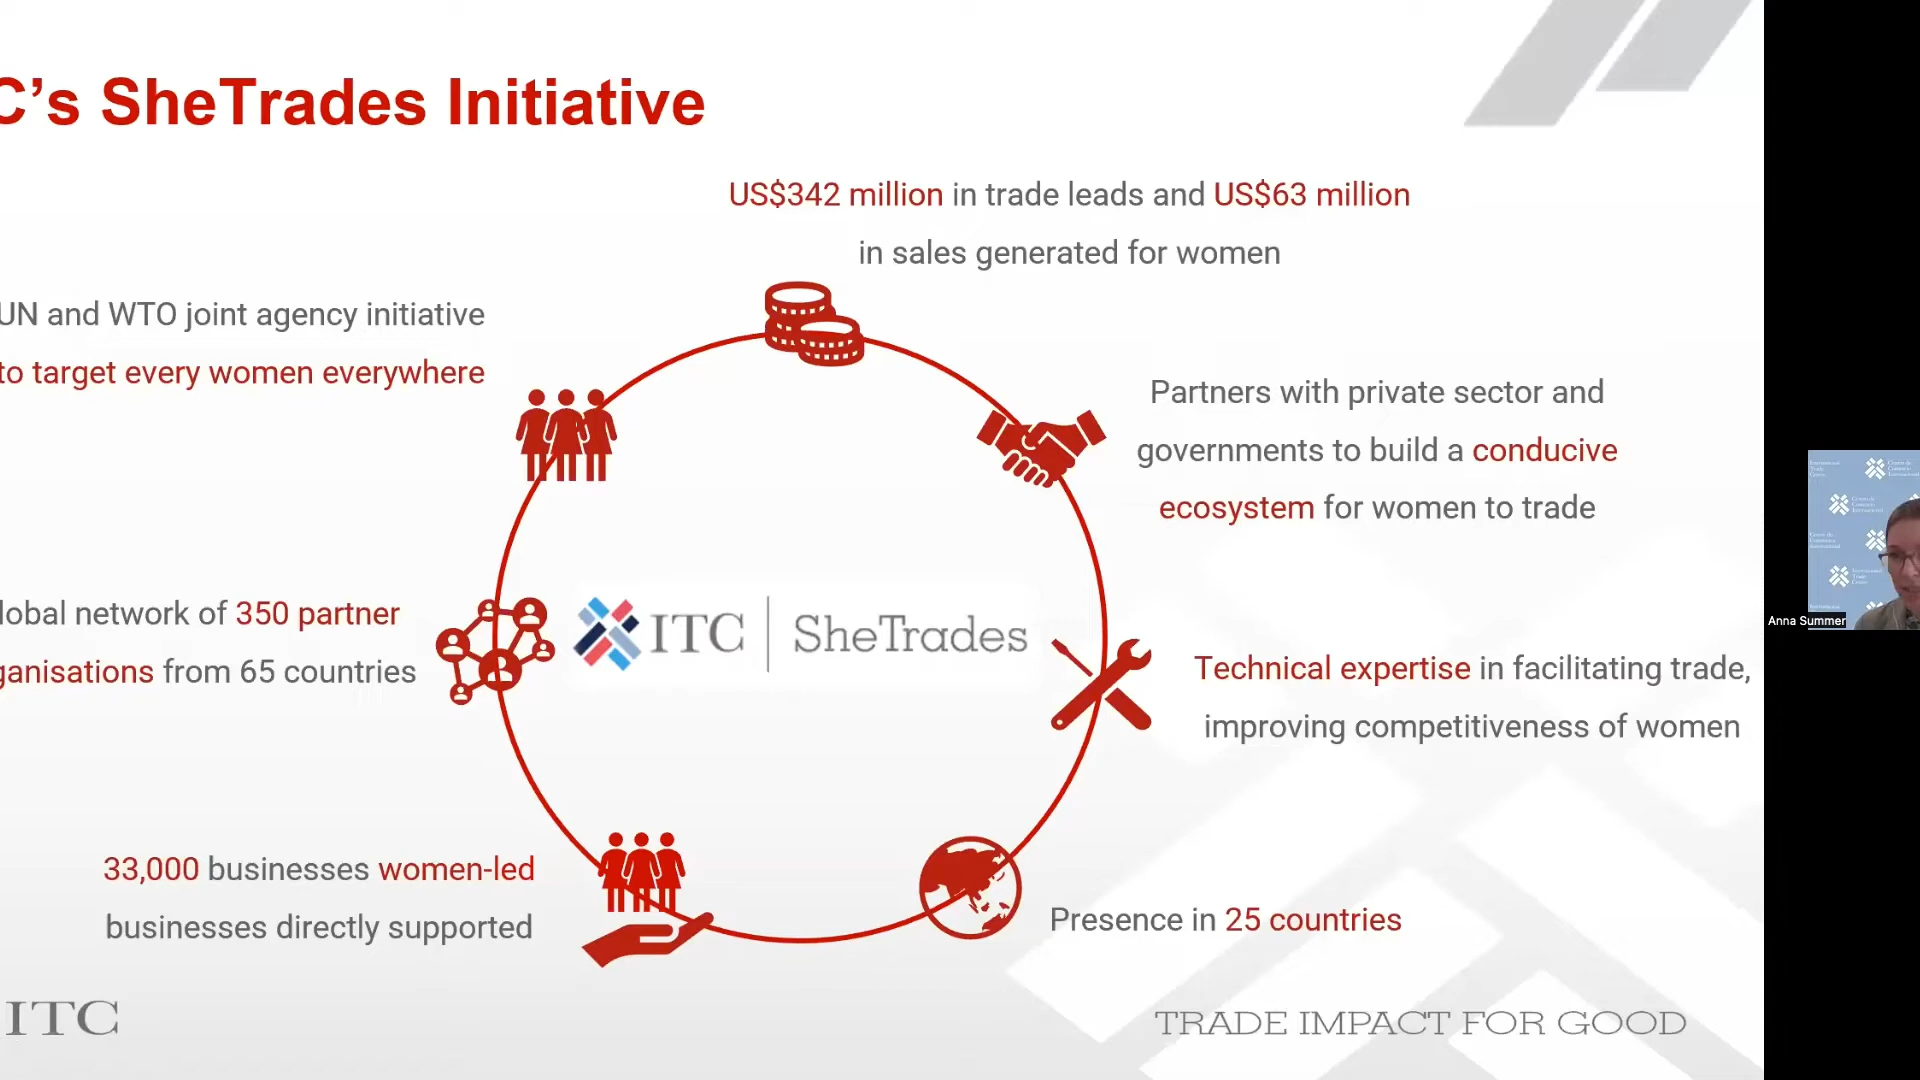 C’s SheTrades Initiative
US$342 million in trade leads and US$63 million
in sales generated for women
UN and WTO joint agency initiative
to target every women everywhere
Partners with private sector and
governments to build a conducive
ecosystem for women to trade
lobal network of 350 partner
ganisations from 65 countries
ITC | SheTrades
Technical expertise in facilitating trade,
improving competitiveness of women
33,000 businesses women-led
businesses directly supported
Presence in 25 countries
ITC
TRADE IMPACT FOR GOOD
Anna Summer